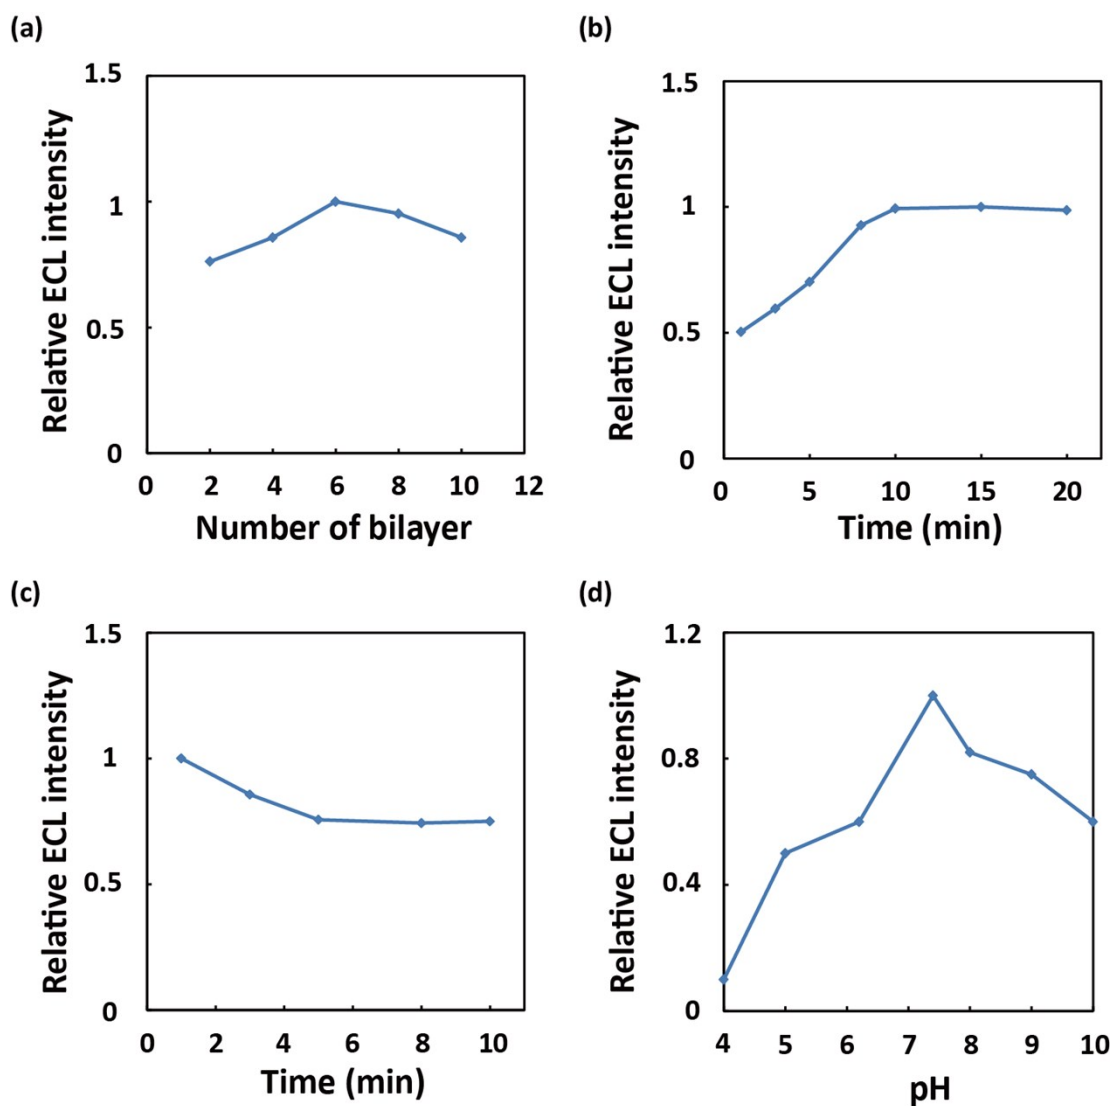 (a)
1.5
1
0.5
0
Relative ECL intensity
0 2 4 6 8 10 12
Number of bilayer
(b)
1.5
1
0.5
0
Relative ECL intensity
0 5 10 15 20
Time (min)
(c)
1.5
1
0.5
0
Relative ECL intensity
0 2 4 6 8 10
Time (min)
(d)
1.2
0.8
0.4
0
Relative ECL intensity
4 5 6 7 8 9 10
pH